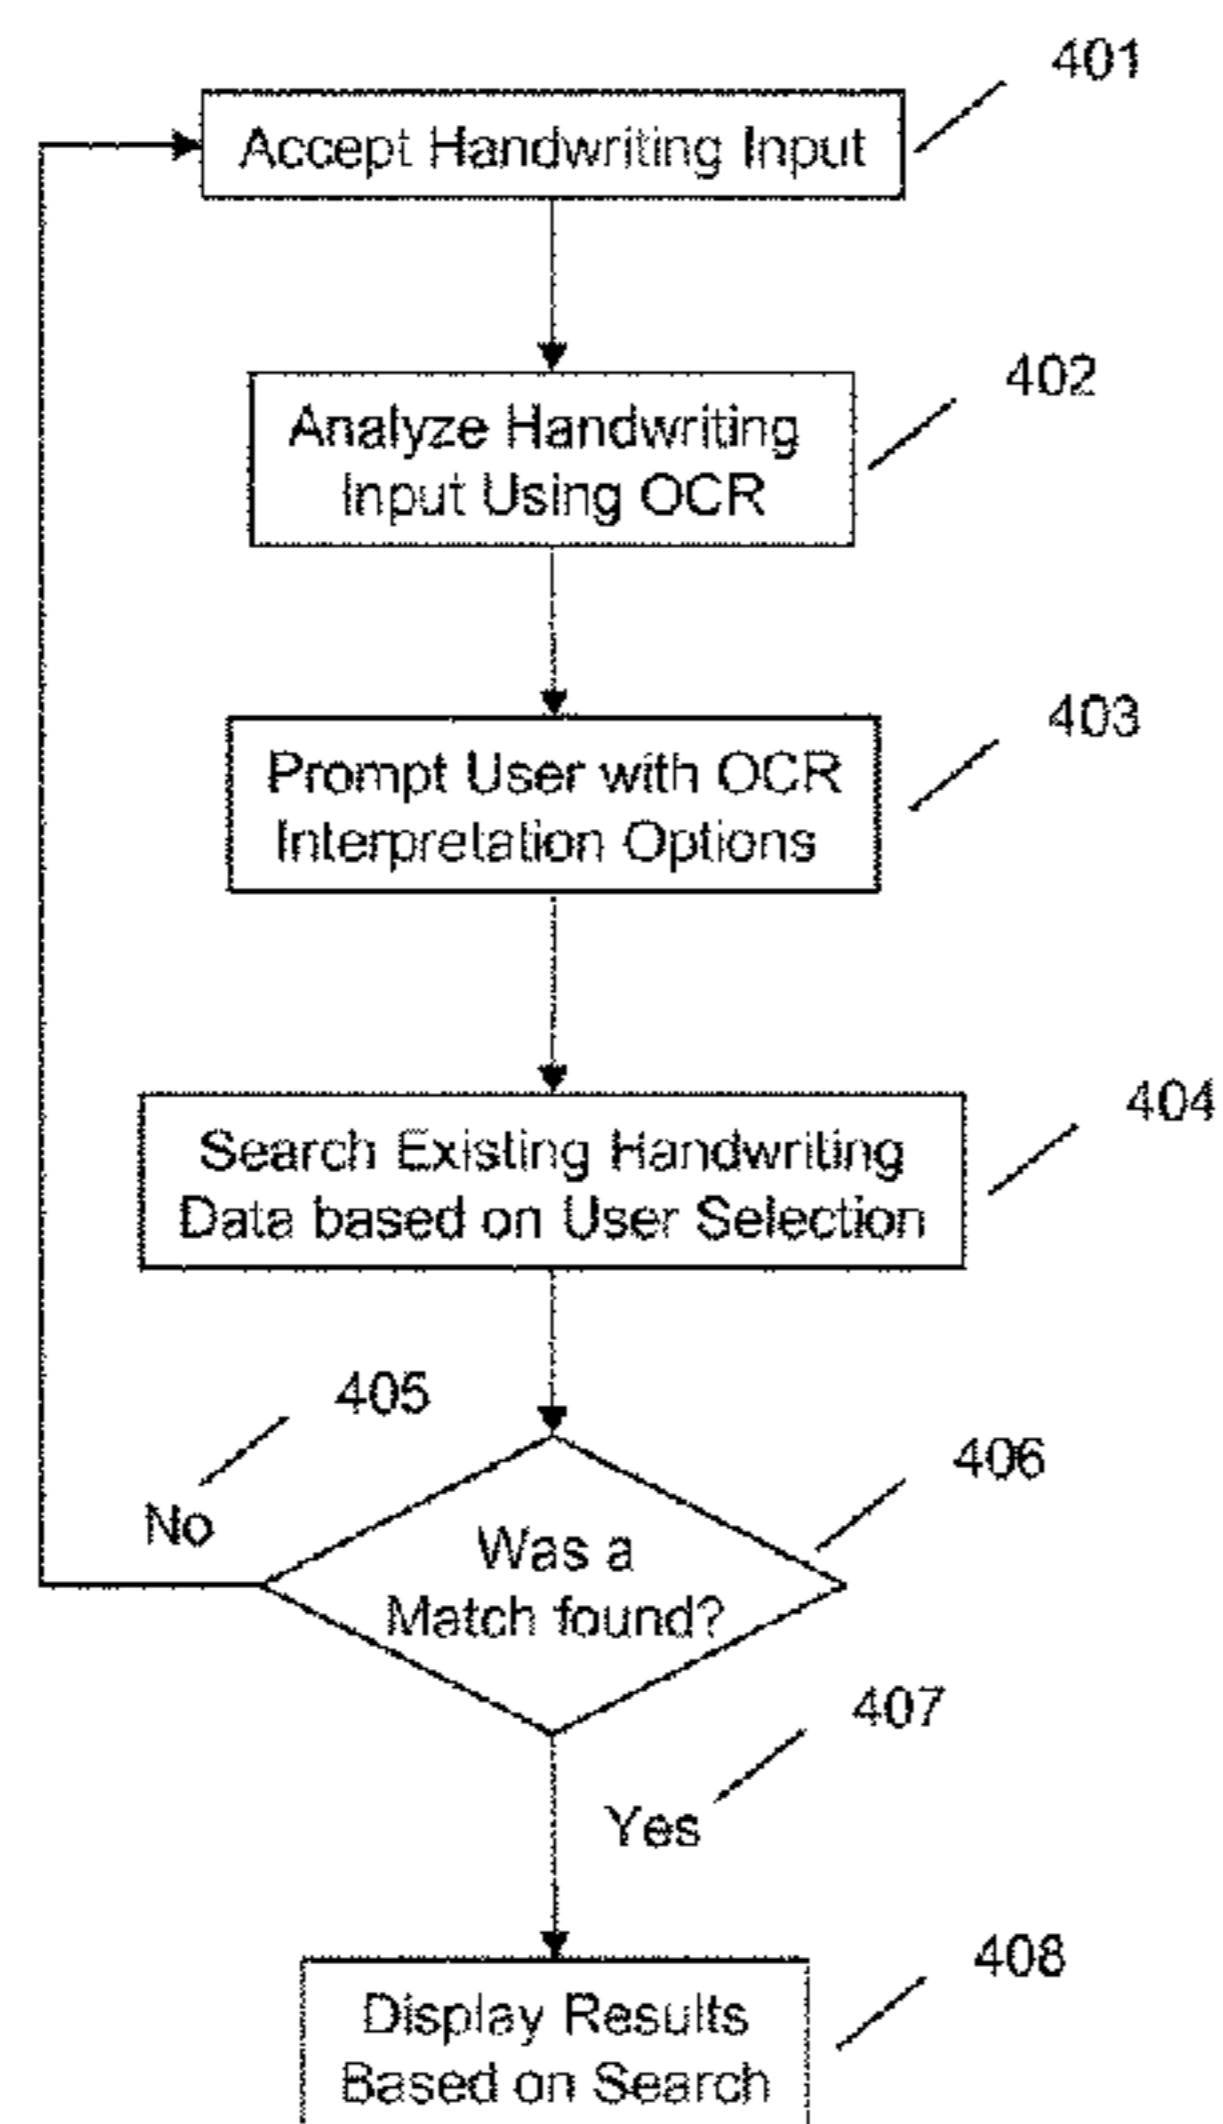 401
Accept Handwriting Input
402
Analyze Handwriting
Input Using OCR
403
Prompt User with OCR
Interpretation Options
404
Search Existing Handwriting
Data based on User Selection
405
No
406
Was a
Match found?
407
Yes
408
Display Results
Based on Search